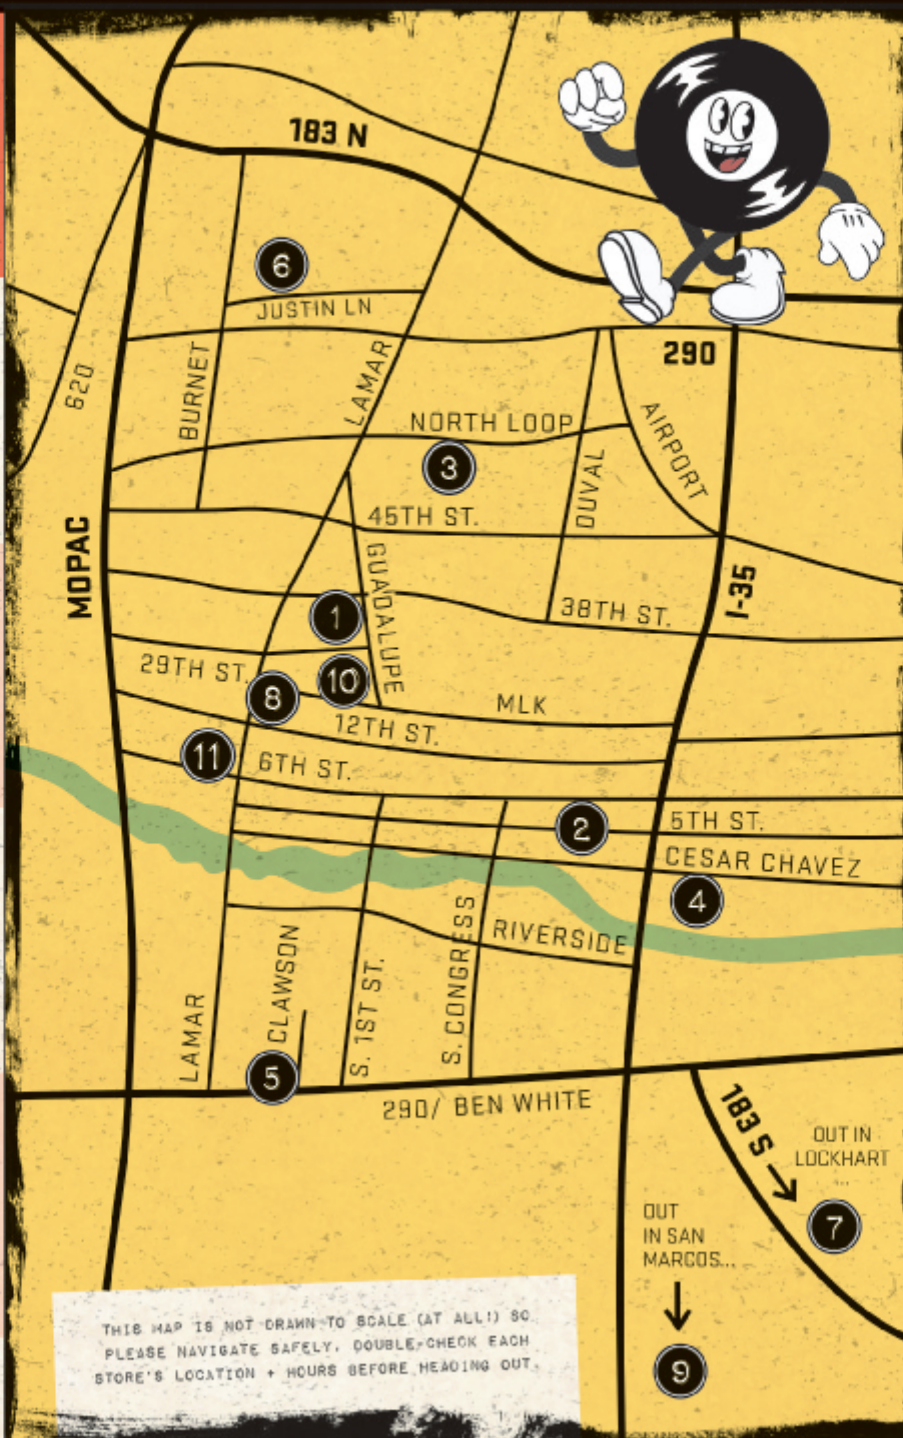 183 N
6
JUSTIN LN
290
620
BURNET
LAMAR
NORTH LOOP
AIRPORT
3
DUVAL
45TH ST.
MOPAC
GUADALUPE
I-35
1
38TH ST.
29TH ST.
10
8
MLK
12TH ST.
11
6TH ST.
2
5TH ST.
CESAR CHAVEZ
4
RIVERSIDE
CLAWSON
S. CONGRESS
S. 1ST ST.
LAMAR
5
290/ BEN WHITE
183 S
OUT IN
LOCKHART
...
7
OUT
IN SAN
MARCOS...
9
THIS MAP IS NOT DRAWN TO SCALE (AT ALL!) SO
PLEASE NAVIGATE SAFELY. DOUBLE-CHECK EACH
STORE'S LOCATION + HOURS BEFORE HEADING OUT.